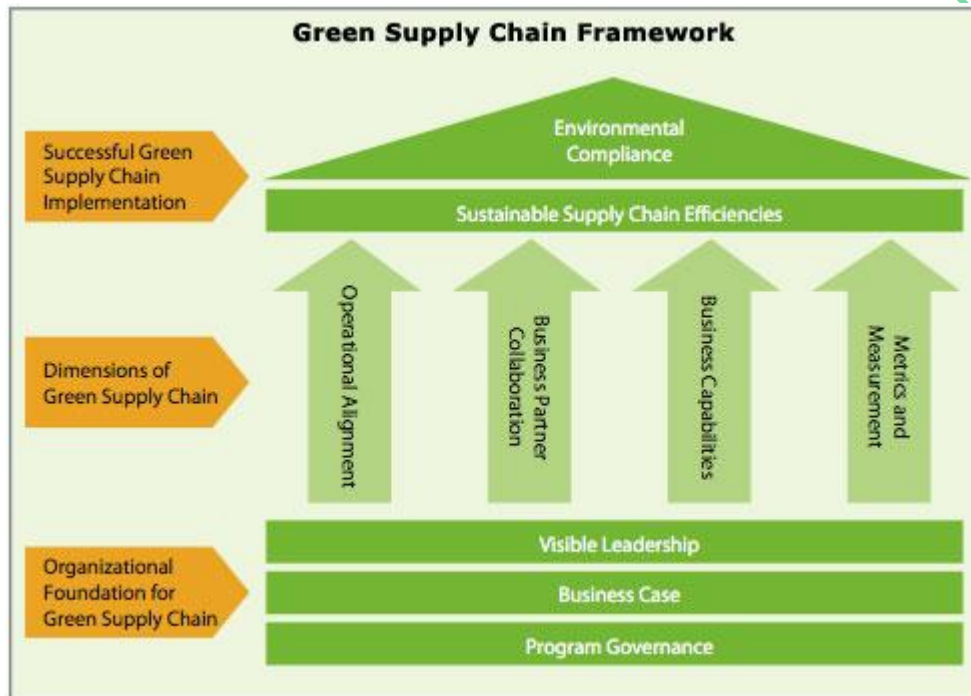 Green Supply Chain Framework
Successful Green
Supply Chain
Implementation
Environmental
Compliance
Sustainable Supply Chain Efficiencies
Dimensions of
Green Supply Chain
Operational Alignment
Business Partner
Collaboration
Business Capabilities
Metrics and
Measurement
Organizational
Foundation for
Green Supply Chain
Visible Leadership
Business Case
Program Governance